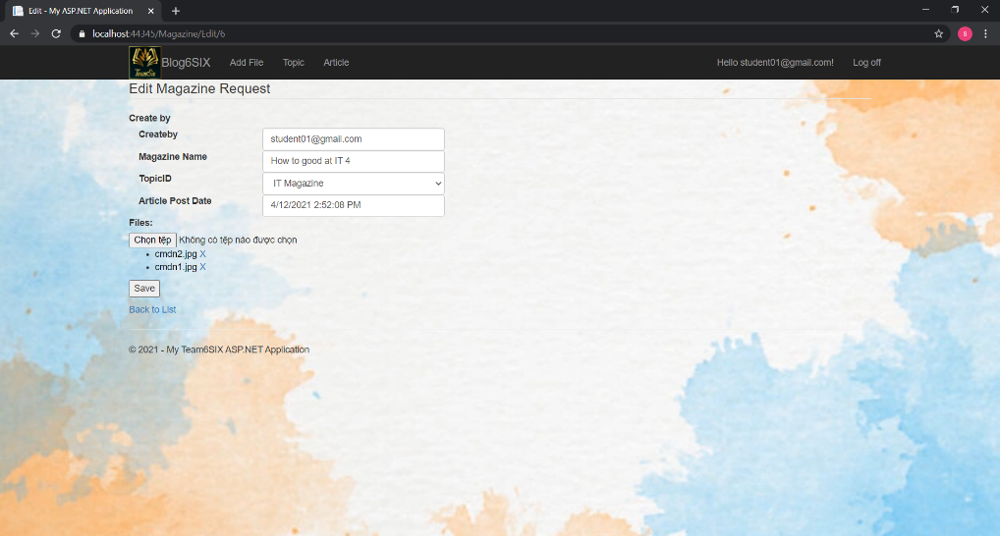 Edit - My ASP.NET Application
localhost:44345/Magazine/Edit/6
s
TeamSix
Blog6SIX Add File Topic Article Hello student01@gmail.com! Log off
Edit Magazine Request
Create by
Createby student01@gmail.com
Magazine Name How to good at IT 4
TopicID IT Magazine
Article Post Date 4/12/2021 2:52:08 PM
Files:
Chọn tệp Không có tệp nào được chọn
cmdn2.jpg X
cmdn1.jpg X
Save
Back to List
© 2021 - My Team6SIX ASP.NET Application